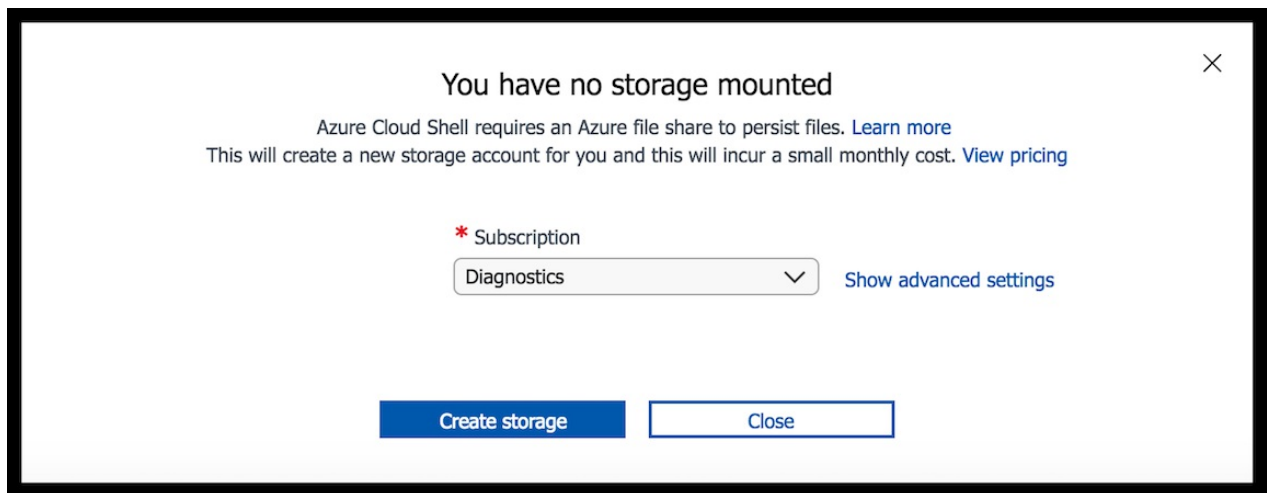 You have no storage mounted
Azure Cloud Shell requires an Azure file share to persist files. Learn more
This will create a new storage account for you and this will incur a small monthly cost. View pricing
* Subscription
Diagnostics
Show advanced settings
Create storage
Close